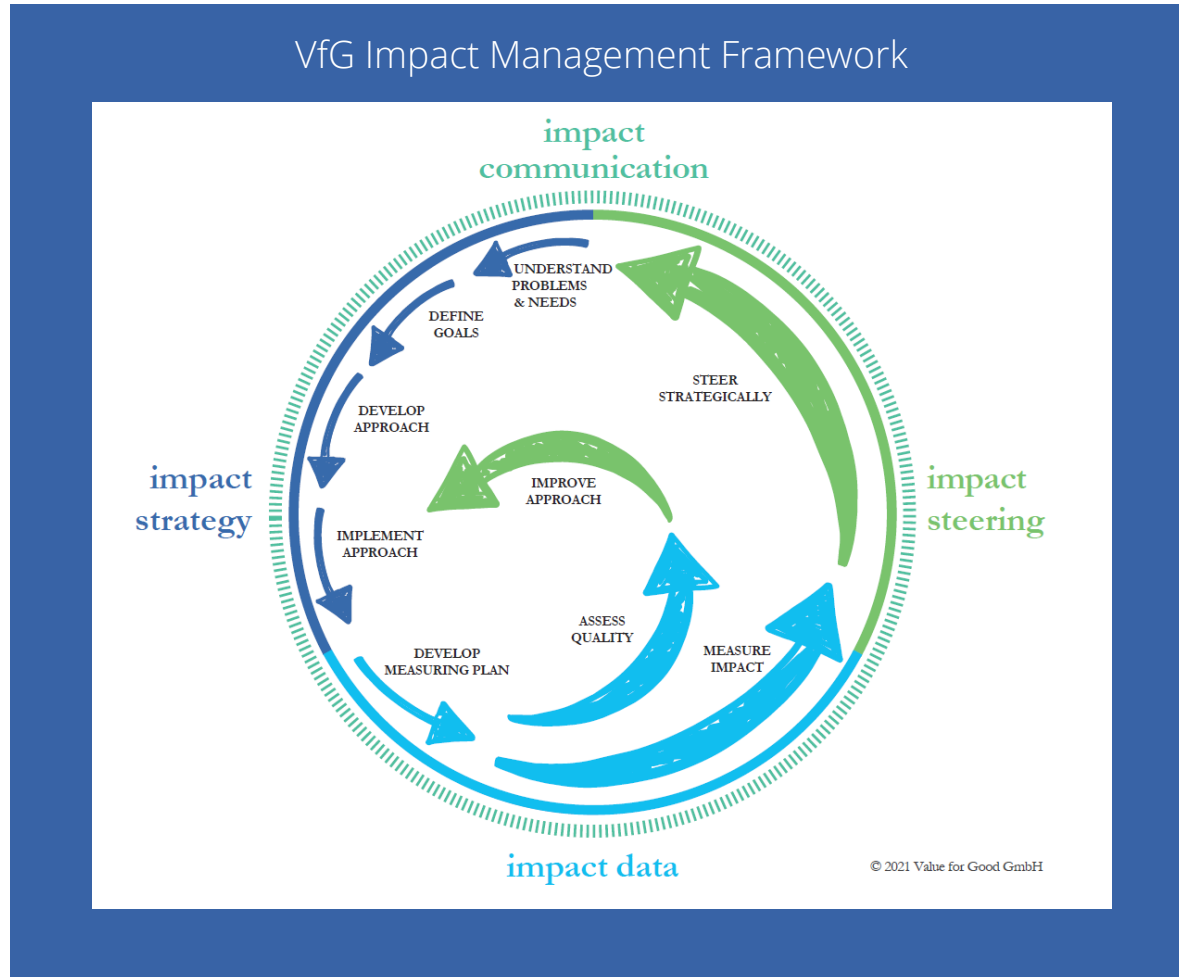 VfG Impact Management Framework
impact
communication
UNDERSTAND
PROBLEMS
& NEEDS
DEFINE
GOALS
STEER
STRATEGICALLY
DEVELOP
APPROACH
impact
strategy
IMPROVE
APPROACH
impact
steering
IMPLEMENT
APPROACH
ASSESS
QUALITY
DEVELOP
MEASURING PLAN
MEASURE
IMPACT
impact data
© 2021 Value for Good GmbH